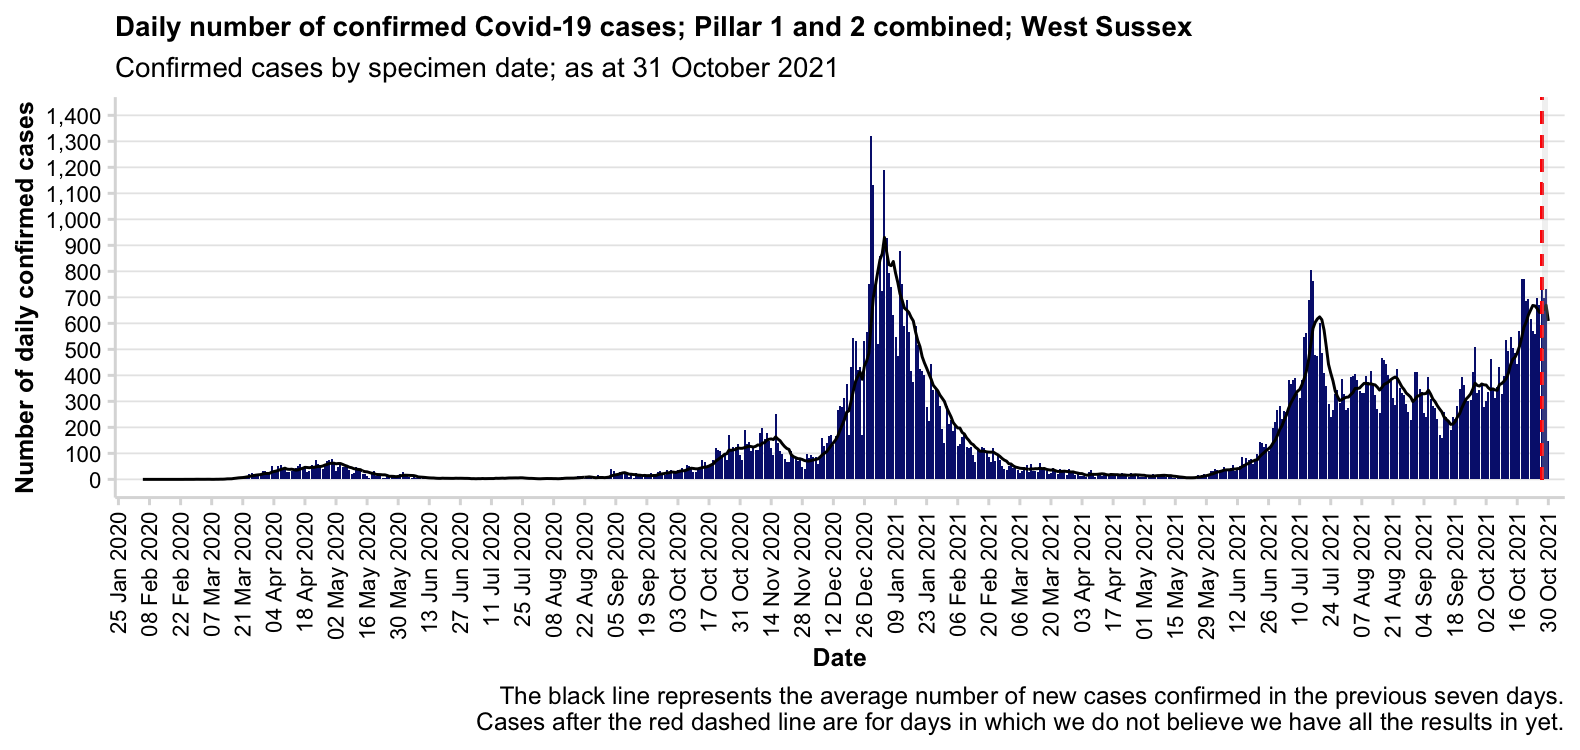 Daily number of confirmed Covid-19 cases; Pillar 1 and 2 combined; West Sussex
Confirmed cases by specimen date; as at 31 October 2021
Number of daily confirmed cases
1,400
1,300
1,200
1,100
1,000
900
800
700
600
500
400
300
200
100
0
25 Jan 2020
08 Feb 2020
22 Feb 2020
07 Mar 2020
21 Mar 2020
04 Apr 2020
18 Apr 2020
02 May 2020
16 May 2020
30 May 2020
13 Jun 2020
27 Jun 2020
11 Jul 2020
25 Jul 2020
08 Aug 2020
22 Aug 2020
05 Sep 2020
19 Sep 2020
03 Oct 2020
17 Oct 2020
31 Oct 2020
14 Nov 2020
28 Nov 2020
12 Dec 2020
26 Dec 2020
09 Jan 2021
23 Jan 2021
06 Feb 2021
20 Feb 2021
06 Mar 2021
20 Mar 2021
03 Apr 2021
17 Apr 2021
01 May 2021
15 May 2021
29 May 2021
12 Jun 2021
26 Jun 2021
10 Jul 2021
24 Jul 2021
07 Aug 2021
21 Aug 2021
04 Sep 2021
18 Sep 2021
02 Oct 2021
16 Oct 2021
30 Oct 2021
Date
The black line represents the average number of new cases confirmed in the previous seven days.
Cases after the red dashed line are for days in which we do not believe we have all the results in yet.